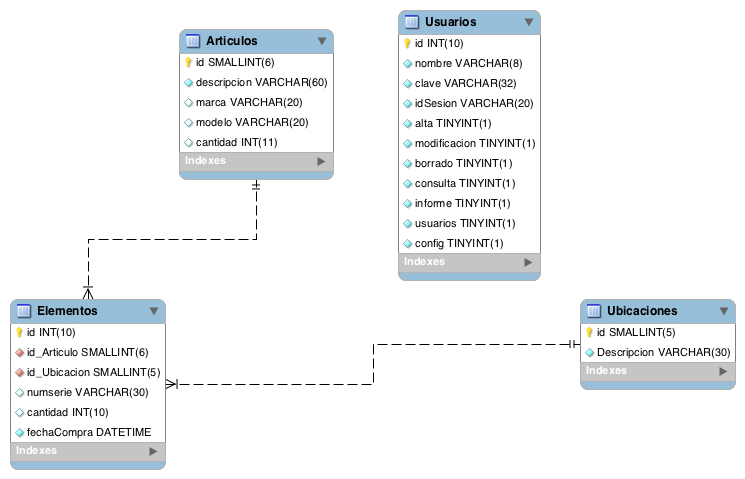 Articulos
id SMALLINT(6)
descripcion VARCHAR(60)
marca VARCHAR(20)
modelo VARCHAR(20)
cantidad INT(11)
Indexes
Usuarios
id INT(10)
nombre VARCHAR(8)
clave VARCHAR(32)
idSesion VARCHAR(20)
alta TINYINT(1)
modificacion TINYINT(1)
borrado TINYINT(1)
consulta TINYINT(1)
informe TINYINT(1)
usuarios TINYINT(1)
config TINYINT(1)
Indexes
Elementos
id INT(10)
id_Articulo SMALLINT(6)
id_Ubicacion SMALLINT(5)
numserie VARCHAR(30)
cantidad INT(10)
fechaCompra DATETIME
Indexes
Ubicaciones
id SMALLINT(5)
Descripcion VARCHAR(30)
Indexes